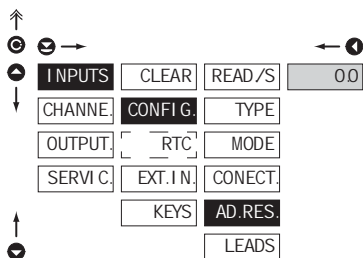 INPUTS CLEAR READ/S 00
CHANNE. CONFIG. TYPE
OUTPUT. RTC MODE
SERVIC. EXT.IN. CONECT.
KEYS AD.RES.
LEADS